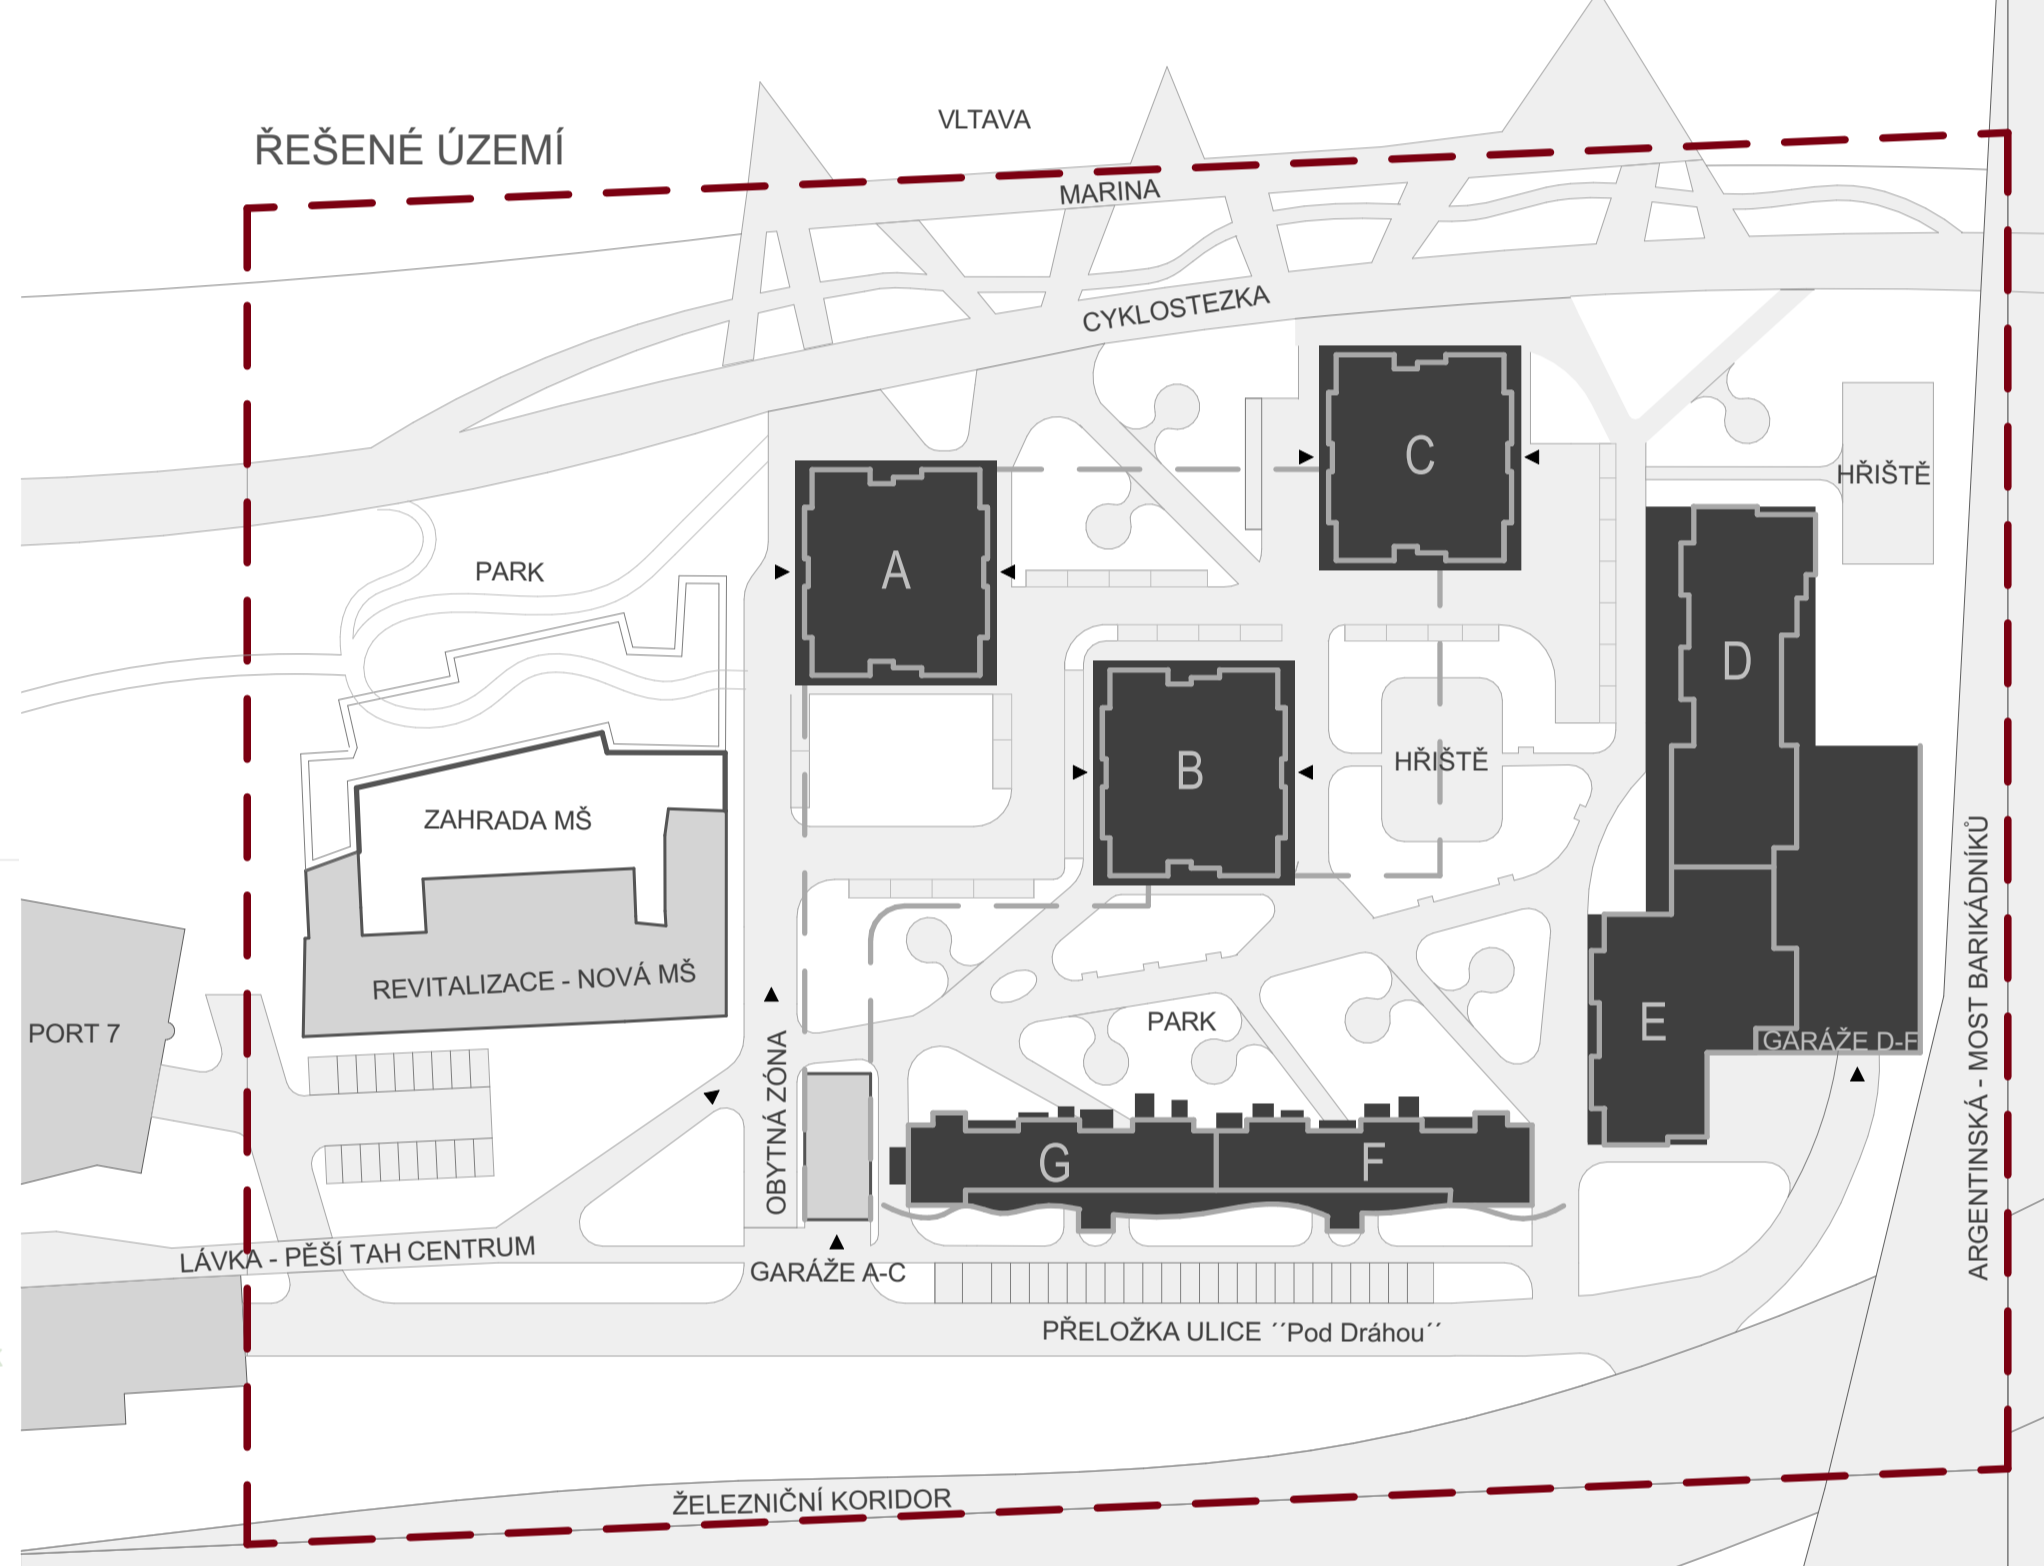 VLTAVA
ŘEŠENÉ ÚZEMÍ
MARINA
CYKLOSTEZKA
C
HŘIŠTĚ
A
PARK
D
B
HŘIŠTĚ
ZAHRADA MŠ
REVITALIZACE - NOVÁ MŠ
PORT 7
PARK
E
GARÁŽE D-F
OBYTNÁ ZÓNA
ARGENTINSKÁ - MOST BARIKÁDNÍKŮ
G
F
LÁVKA - PĚŠÍ TAH CENTRUM
GARÁŽE A-C
PŘELOŽKA ULICE ´´Pod Dráhou´´
ŽELEZNIČNÍ KORIDOR